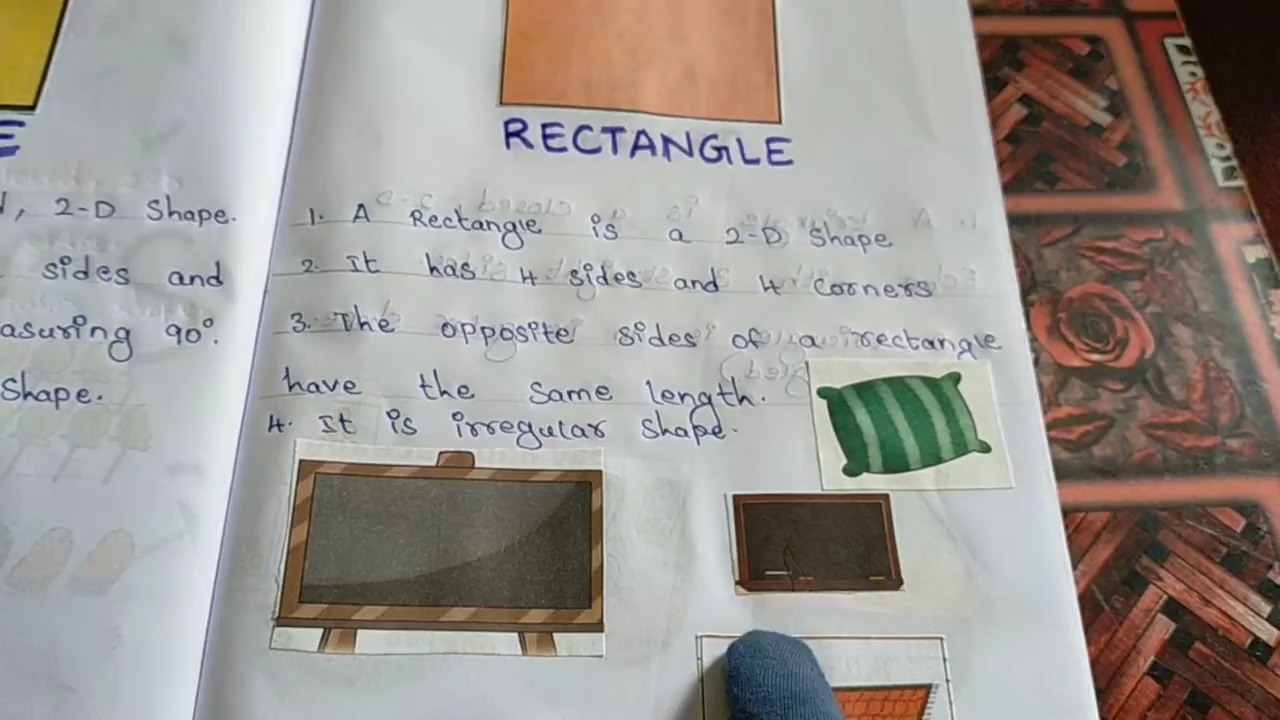 E
, 2-D Shape.
sides and
asuring 90°.
Shape.
RECTANGLE
1. A Rectangle is a 2-D Shape
2. It has 4 sides and 4 Corners
3. The opposite sides of a rectangle
have the Same length.
4. It is irregular Shape.